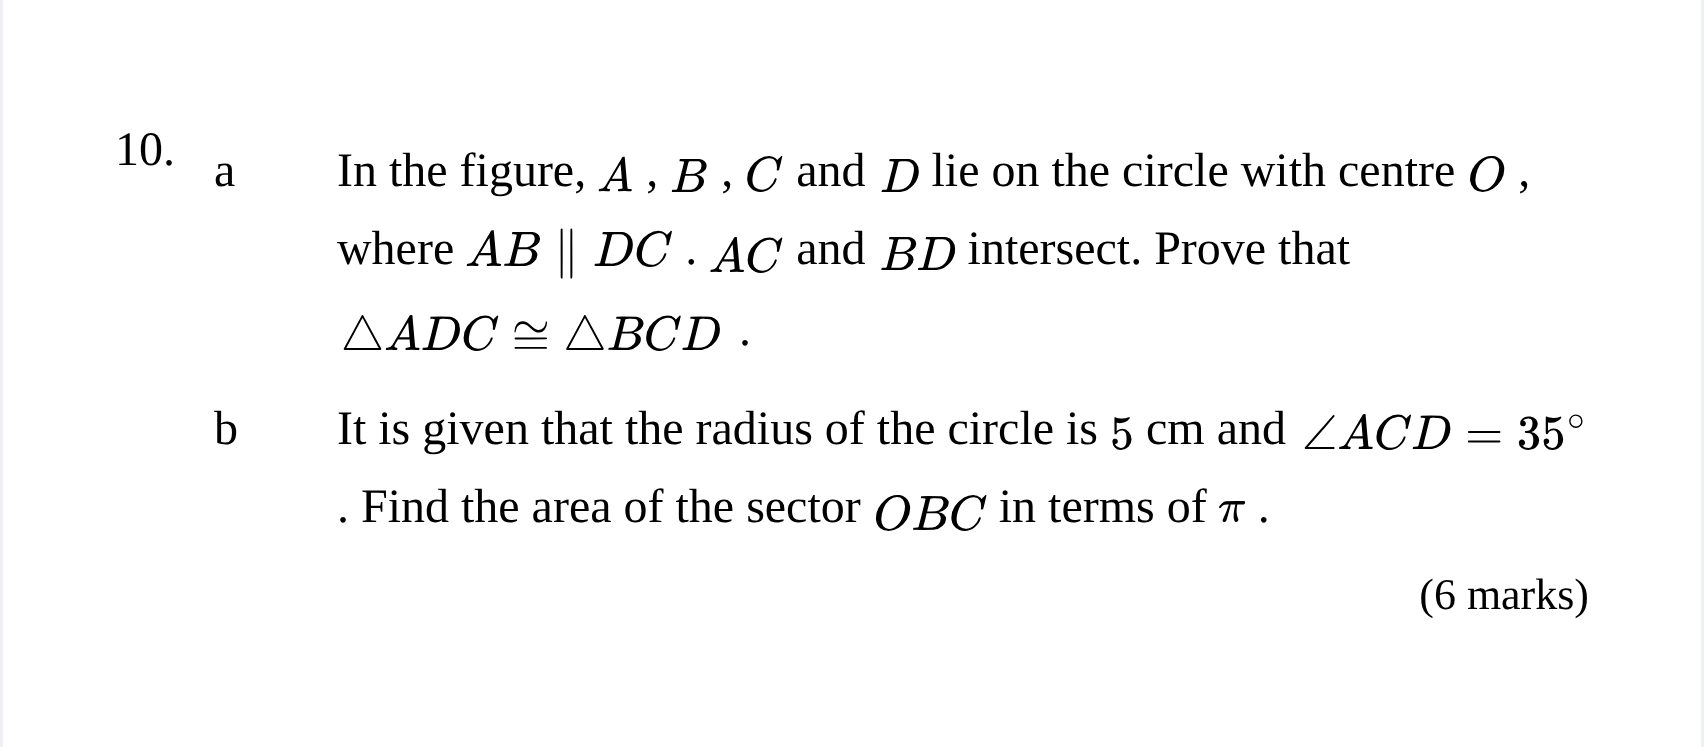 10. a In the figure, A , B , C and D lie on the circle with centre O ,
where AB ∥ DC . AC and BD intersect. Prove that
△ADC ≅ △BCD .
b It is given that the radius of the circle is 5 cm and ∠ACD = 35°
. Find the area of the sector OBC in terms of π .
(6 marks)